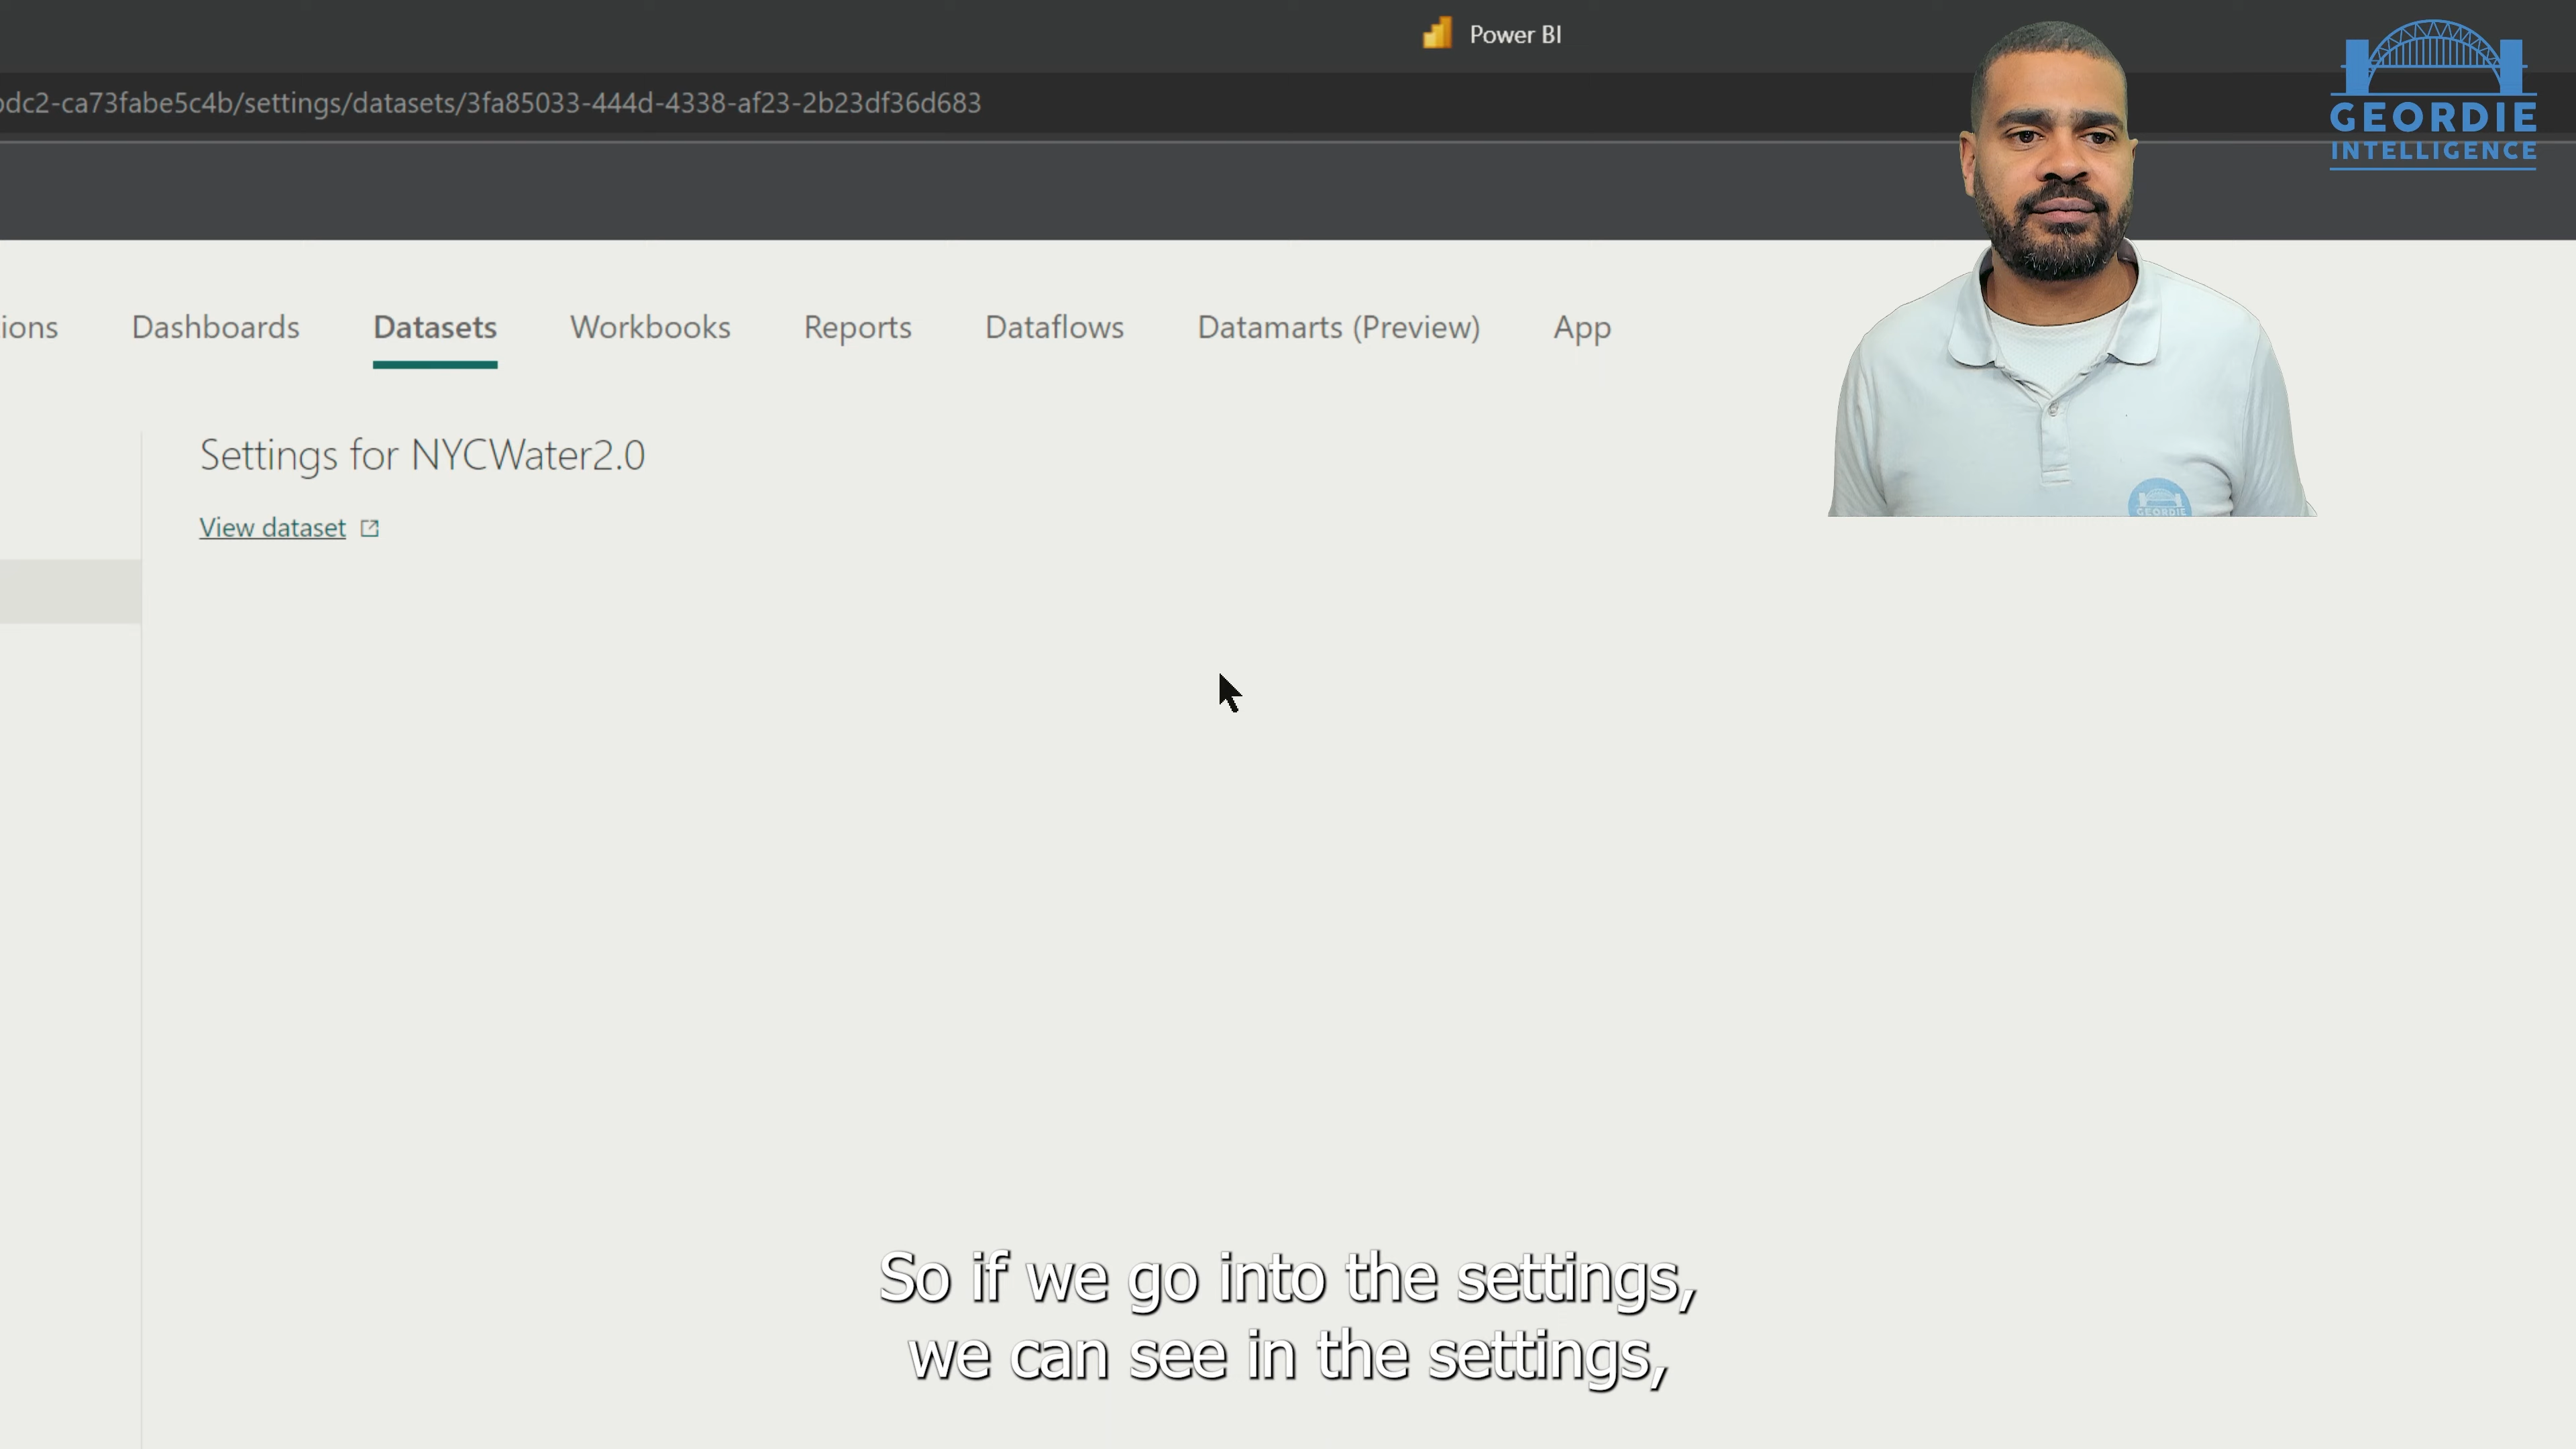 Power BI
GEORDIE
INTELLIGENCE
dc2-ca73fabe5c4b/settings/datasets/3fa85033-444d-4338-af23-2b23df36d683
ions Dashboards Datasets Workbooks Reports Dataflows Datamarts (Preview) App
Settings for NYCWater2.0
View dataset
GEORDIE
So if we go into the settings,
we can see in the settings,